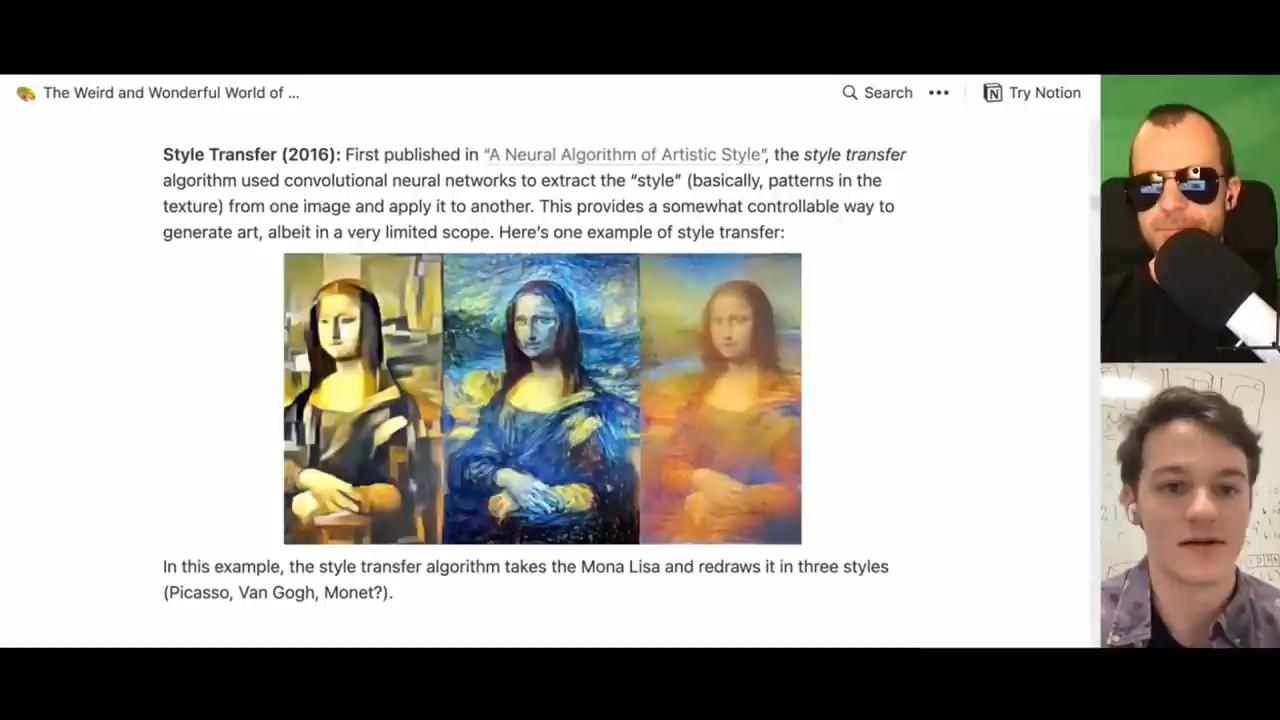 The Weird and Wonderful World of ...
Search
Try Notion
Style Transfer (2016): First published in “A Neural Algorithm of Artistic Style”, the style transfer
algorithm used convolutional neural networks to extract the “style” (basically, patterns in the
texture) from one image and apply it to another. This provides a somewhat controllable way to
generate art, albeit in a very limited scope. Here’s one example of style transfer:
In this example, the style transfer algorithm takes the Mona Lisa and redraws it in three styles
(Picasso, Van Gogh, Monet?).